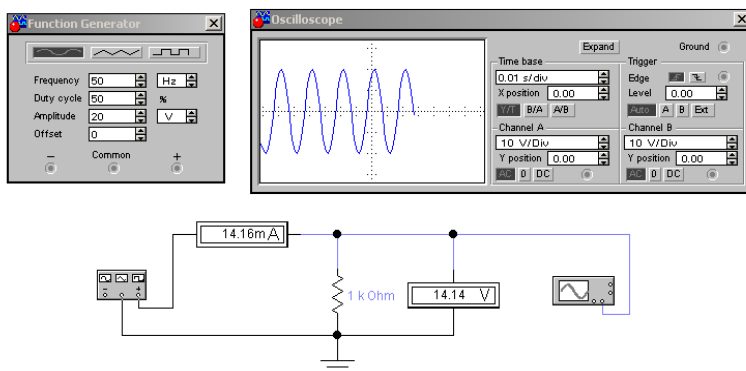 Function Generator
Frequency 50 Hz
Duty cycle 50 %
Amplitude 20 V
Offset 0
− Common +
Oscilloscope
Expand Ground
Time base
0.01 s/div
X position 0.00
Y/T B/A A/B
Trigger
Edge
Level 0.00
Auto A B Ext
Channel A
10 V/Div
Y position 0.00
AC 0 DC
Channel B
10 V/Div
Y position 0.00
AC 0 DC
14.16mA
1 k Ohm
14.14 V
− +